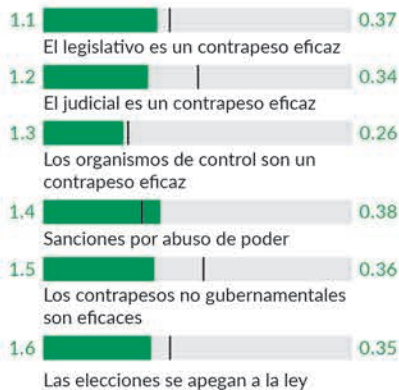 1.1 0.37
El legislativo es un contrapeso eficaz
1.2 0.34
El judicial es un contrapeso eficaz
1.3 0.26
Los organismos de control son un
contrapeso eficaz
1.4 0.38
Sanciones por abuso de poder
1.5 0.36
Los contrapesos no gubernamentales
son eficaces
1.6 0.35
Las elecciones se apegan a la ley